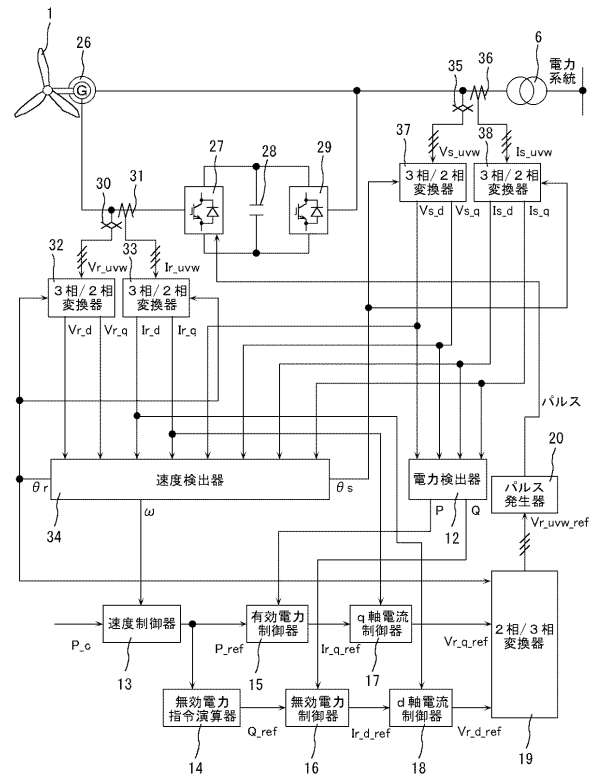 1
26
G
35
36
6
電力
系統
37
38
Vs_uvw
Is_uvw
27
28
29
3相/2相
変換器
3相/2相
変換器
30
31
Vs_d
Vs_q
Is_d
Is_q
32
33
Vr_uvw
Ir_uvw
3相/2相
変換器
3相/2相
変換器
Vr_d
Vr_q
Ir_d
Ir_q
パルス
20
θr
速度検出器
θs
電力検出器
パルス
発生器
34
ω
P
Q
12
Vr_uvw_ref
P_c
速度制御器
P_ref
有効電力
制御器
Ir_q_ref
q軸電流
制御器
Vr_q_ref
2相/3相
変換器
13
15
17
無効電力
指令演算器
Q_ref
無効電力
制御器
Ir_d_ref
d軸電流
制御器
Vr_d_ref
14
16
18
19